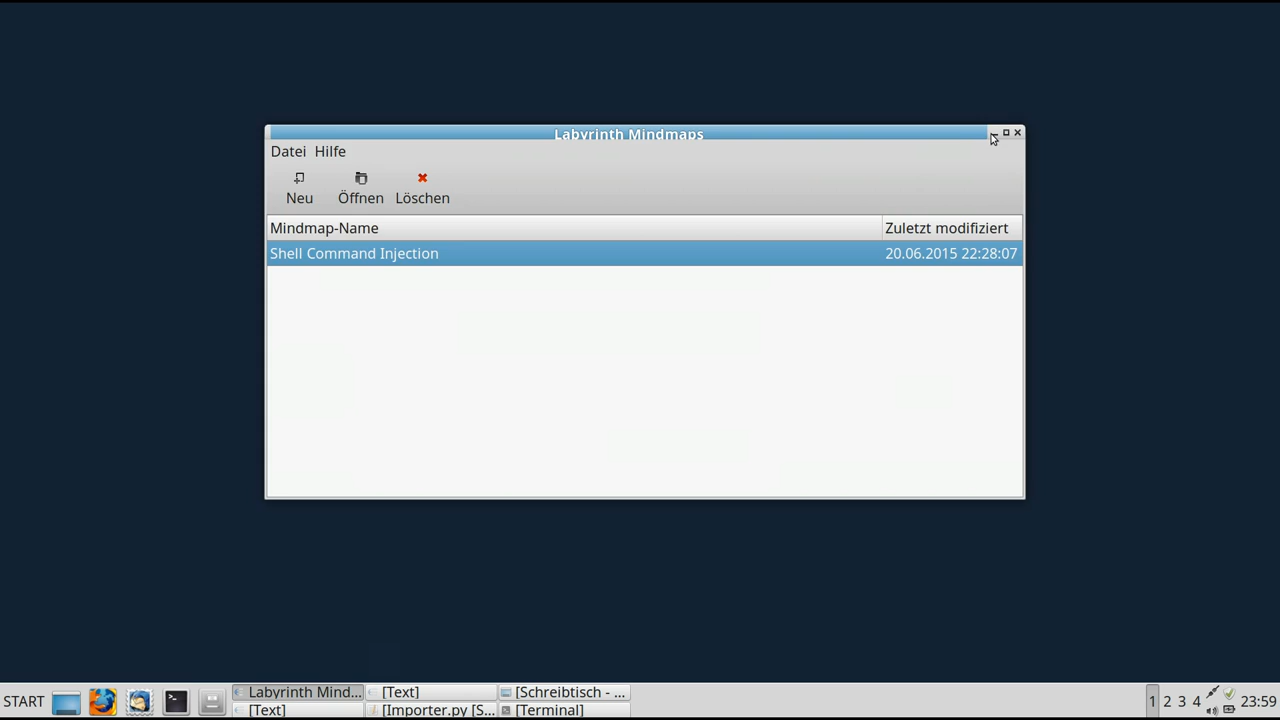 Labyrinth Mindmaps
Datei Hilfe
Neu Öffnen Löschen
Mindmap-Name Zuletzt modifiziert
Shell Command Injection 20.06.2015 22:28:07
START Labyrinth Mind... [Text] [Schreibtisch - ... 1 2 3 4 23:59
[Text] [Importer.py [S... [Terminal]